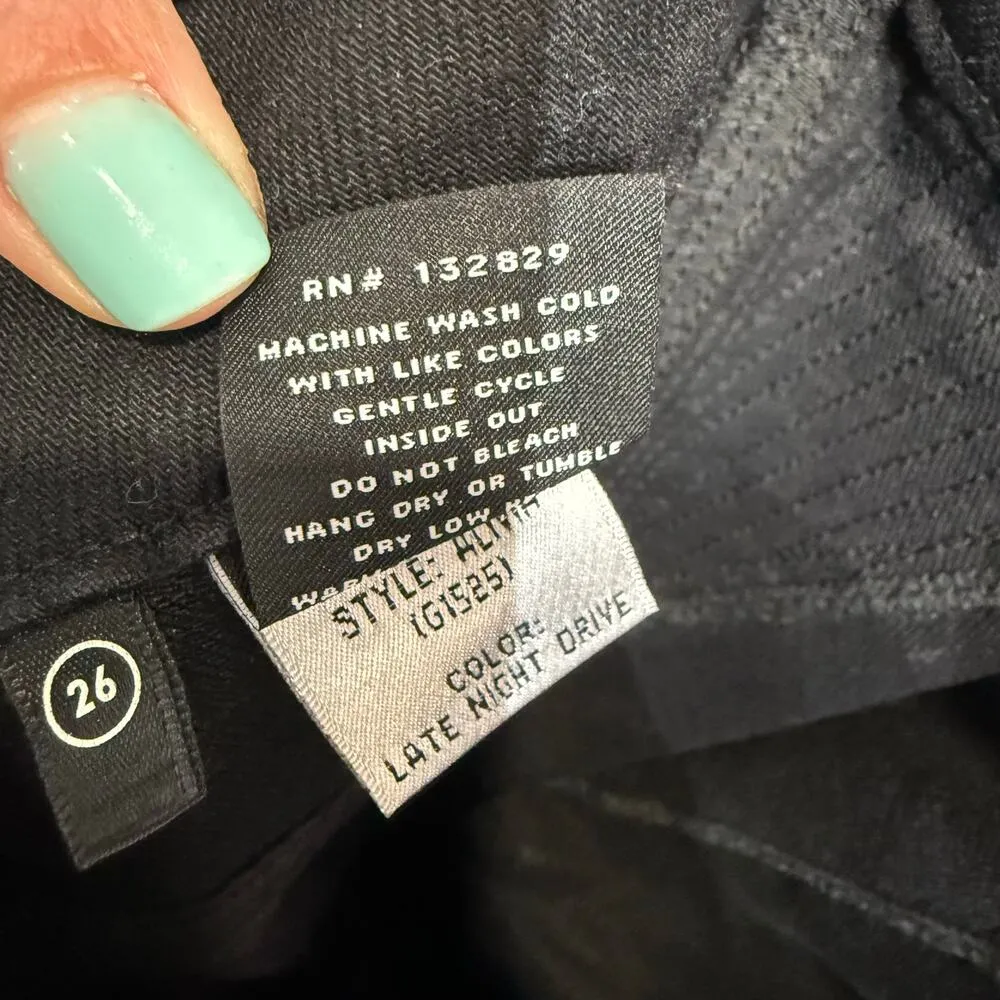 RN# 132829
MACHINE WASH COLD
WITH LIKE COLORS
GENTLE CYCLE
INSIDE OUT
DO NOT BLEACH
HANG DRY OR TUMBLE
DRY LOW
STYLE:
(G1525)
COLOR:
LATE NIGHT DRIVE
26